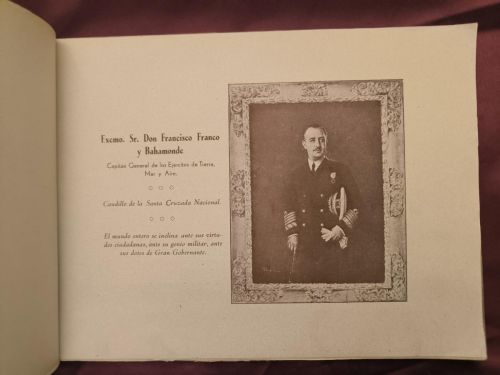 Excmo. Sr. Don Francisco Franco
y Bahamonde
Capitán General de los Ejércitos de Tierra,
Mar y Aire.
Caudillo de la Santa Cruzada Nacional.
El mundo entero se inclina ante sus virtu-
des ciudadanas, ante su genio militar, ante
sus dotes de Gran Gobernante.